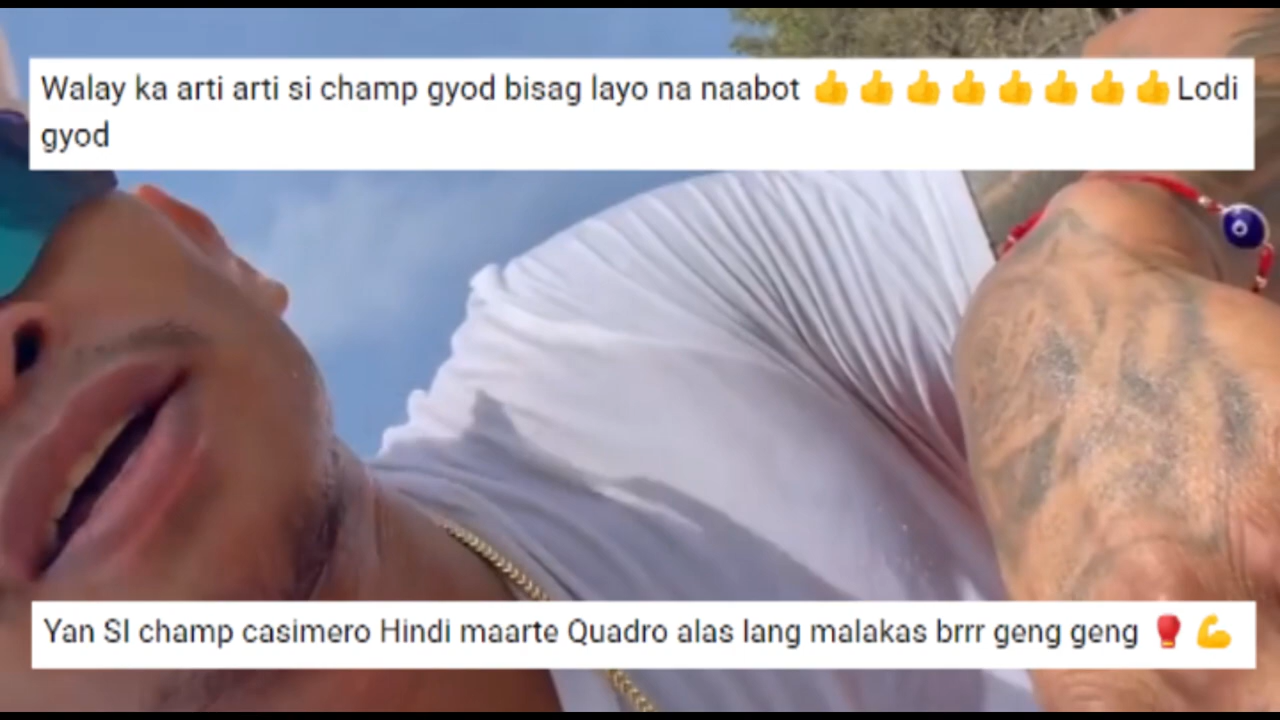 Walay ka arti arti si champ gyod bisag layo na naabot 👍👍👍👍👍👍👍👍Lodi
gyod
Yan SI champ casimero Hindi maarte Quadro alas lang malakas brrr geng geng 🥊💪